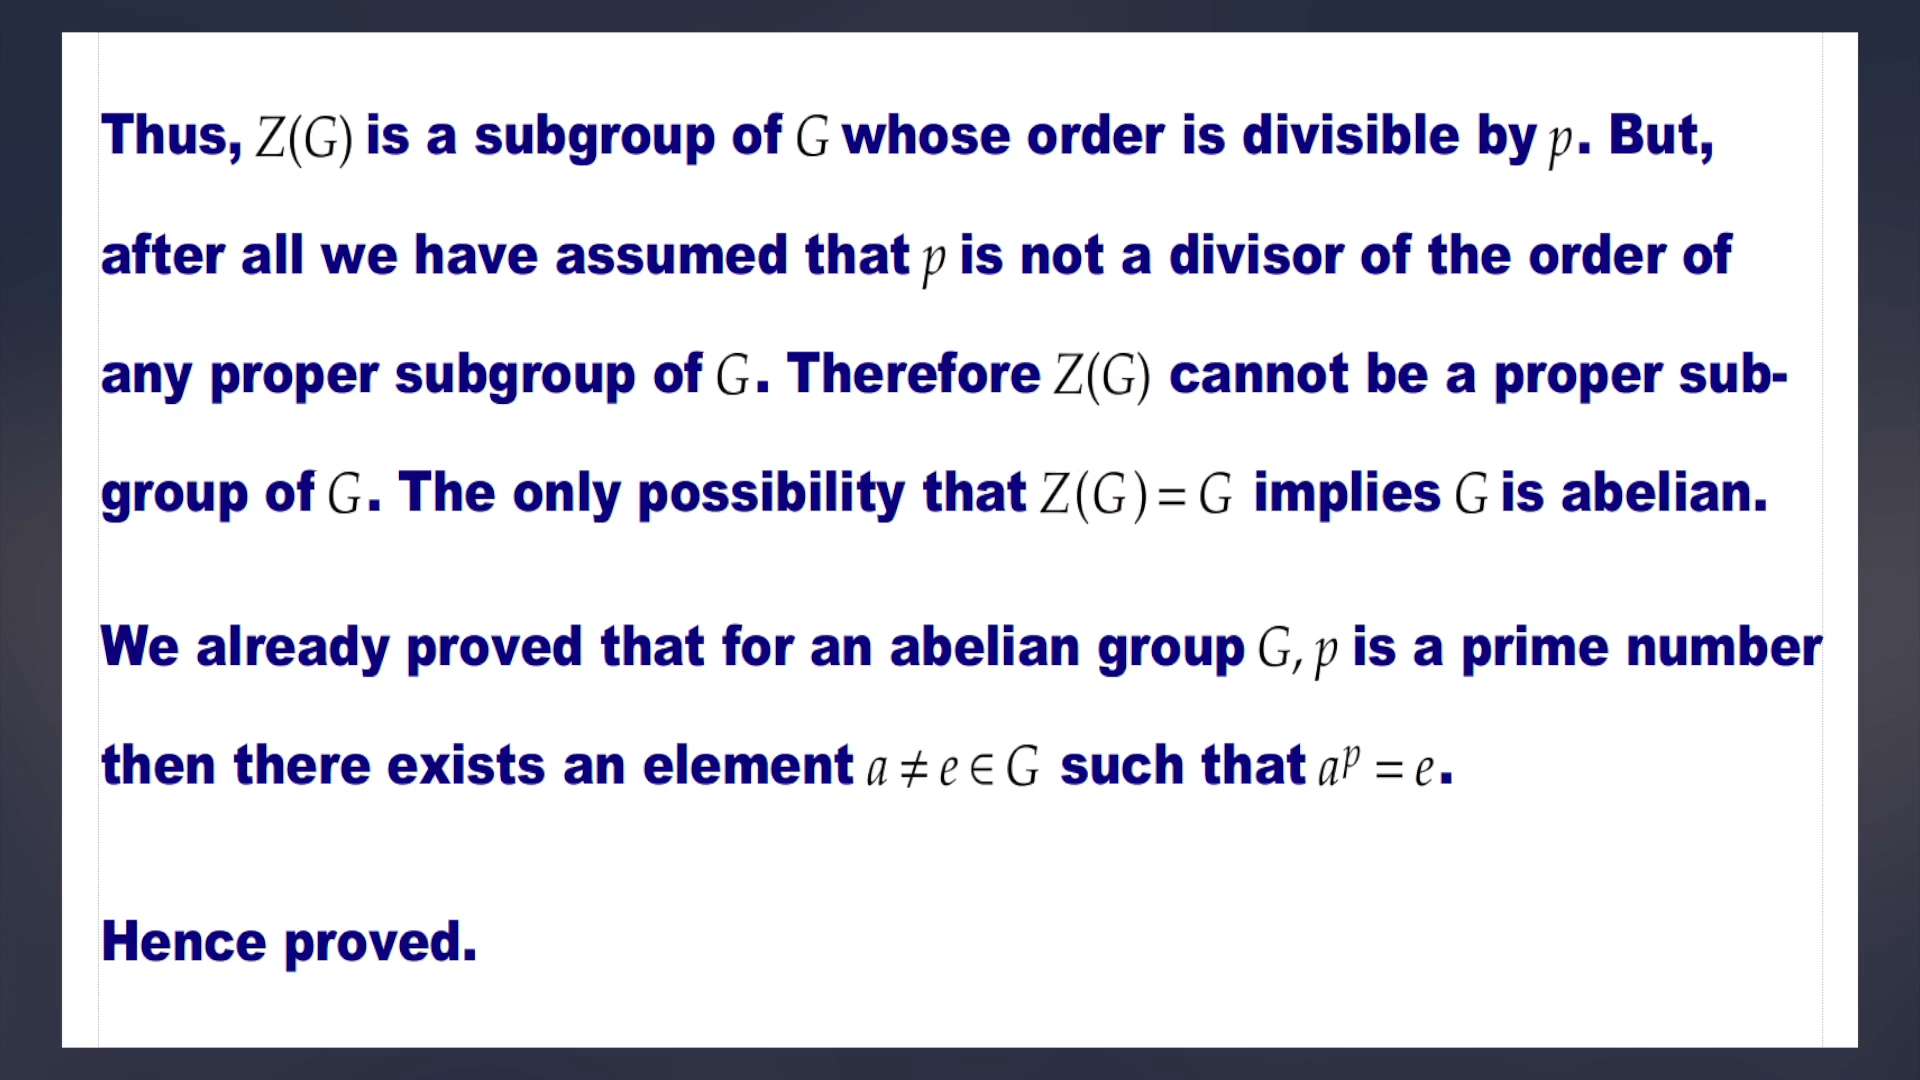 Thus, Z(G) is a subgroup of G whose order is divisible by p. But,
after all we have assumed that p is not a divisor of the order of
any proper subgroup of G. Therefore Z(G) cannot be a proper sub-
group of G. The only possibility that Z(G) = G implies G is abelian.
We already proved that for an abelian group G, p is a prime number
then there exists an element a ≠ e ∈ G such that aᵖ = e.
Hence proved.